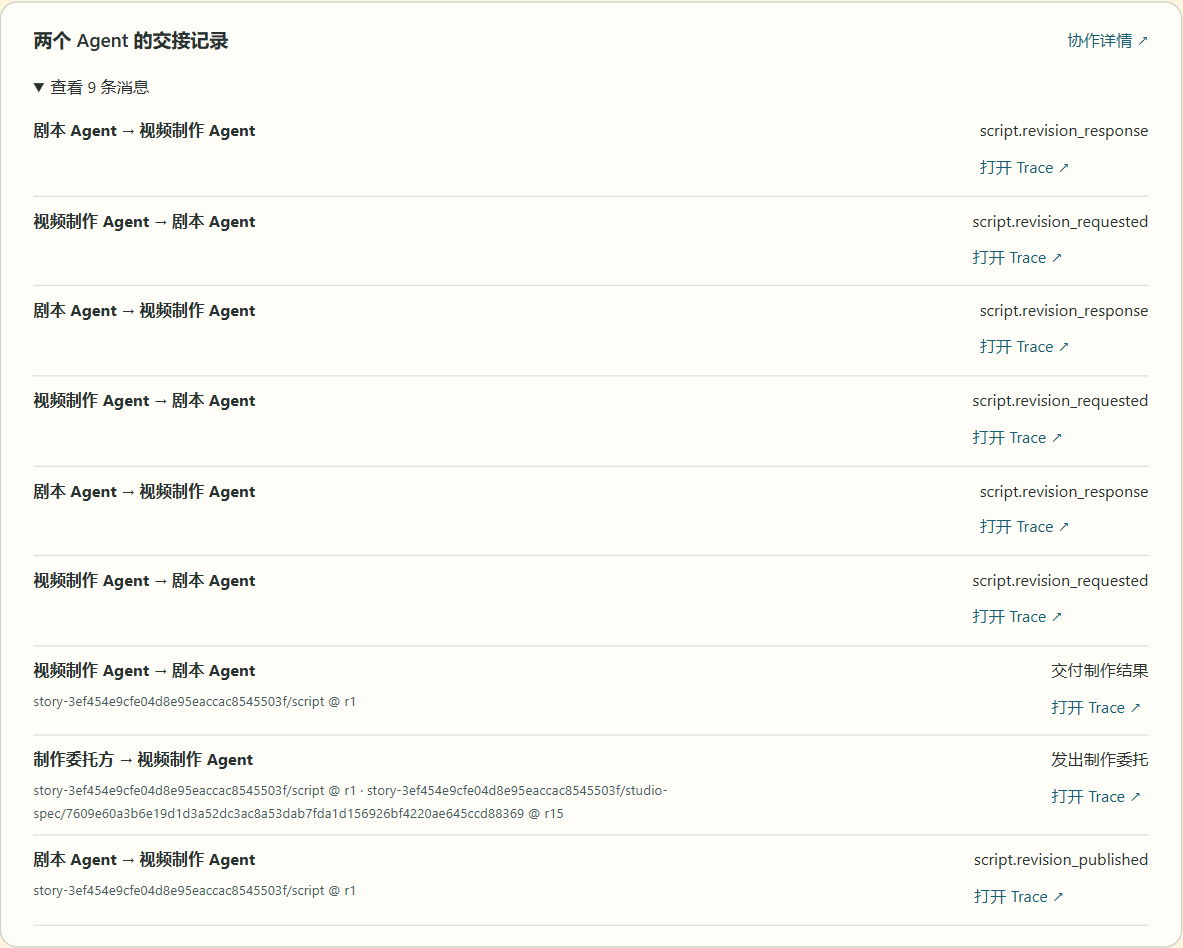 两个 Agent 的交接记录
协作详情 ↗
▼ 查看 9 条消息
剧本 Agent → 视频制作 Agent
script.revision_response
打开 Trace ↗
视频制作 Agent → 剧本 Agent
script.revision_requested
打开 Trace ↗
剧本 Agent → 视频制作 Agent
script.revision_response
打开 Trace ↗
视频制作 Agent → 剧本 Agent
script.revision_requested
打开 Trace ↗
剧本 Agent → 视频制作 Agent
script.revision_response
打开 Trace ↗
视频制作 Agent → 剧本 Agent
script.revision_requested
打开 Trace ↗
视频制作 Agent → 剧本 Agent
交付制作结果
story-3ef454e9cfe04d8e95eaccac8545503f/script @ r1
打开 Trace ↗
制作委托方 → 视频制作 Agent
发出制作委托
story-3ef454e9cfe04d8e95eaccac8545503f/script @ r1 · story-3ef454e9cfe04d8e95eaccac8545503f/studio-
spec/7609e60a3b6e19d1d3a52dc3ac8a53dab7fda1d156926bf4220ae645ccd88369 @ r15
打开 Trace ↗
剧本 Agent → 视频制作 Agent
script.revision_published
story-3ef454e9cfe04d8e95eaccac8545503f/script @ r1
打开 Trace ↗